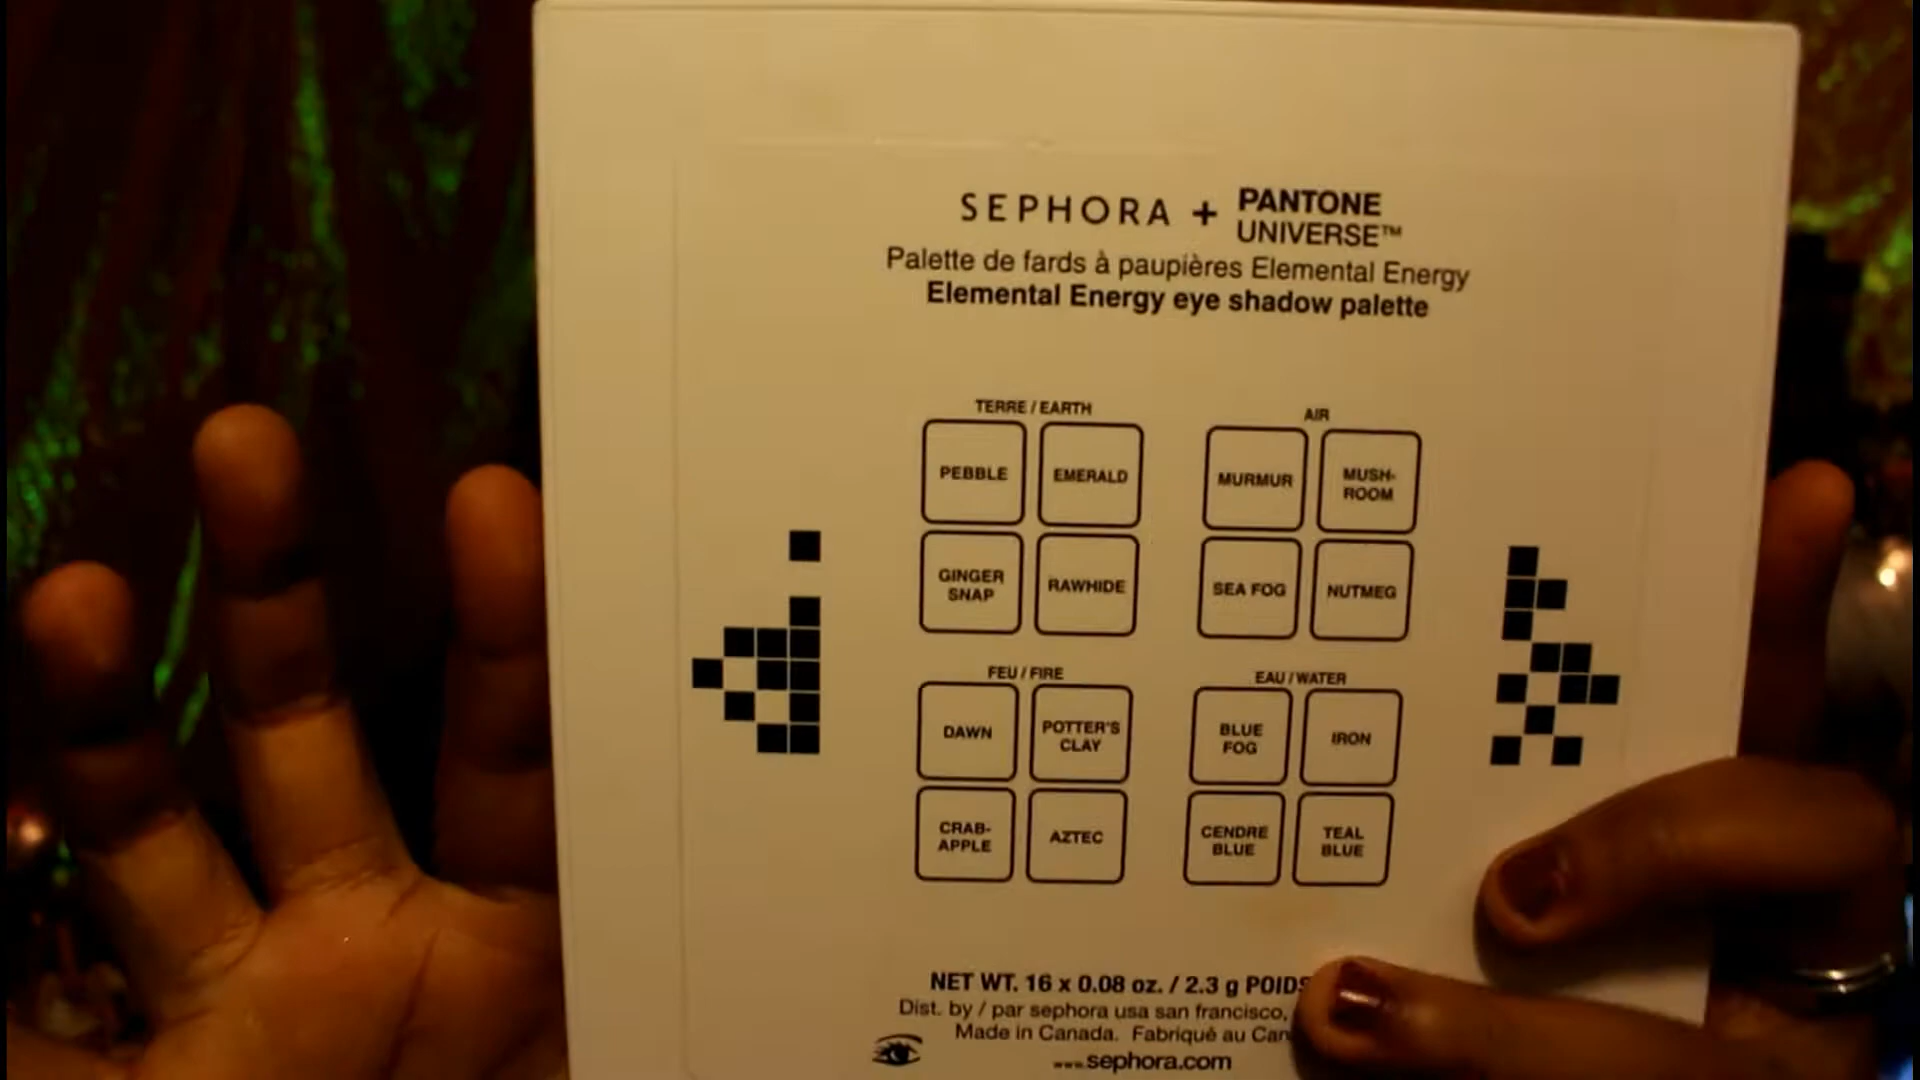 SEPHORA + PANTONE
UNIVERSE™
Palette de fards à paupières Elemental Energy
Elemental Energy eye shadow palette
TERRE / EARTH
PEBBLE
EMERALD
GINGER
SNAP
RAWHIDE
AIR
MURMUR
MUSH-
ROOM
SEA FOG
NUTMEG
FEU / FIRE
DAWN
POTTER'S
CLAY
CRAB-
APPLE
AZTEC
EAU / WATER
BLUE
FOG
IRON
CENDRE
BLUE
TEAL
BLUE
NET WT. 16 x 0.08 oz. / 2.3 g POIDS
Dist. by / par sephora usa san francisco,
Made in Canada. Fabriqué au Can
www.sephora.com